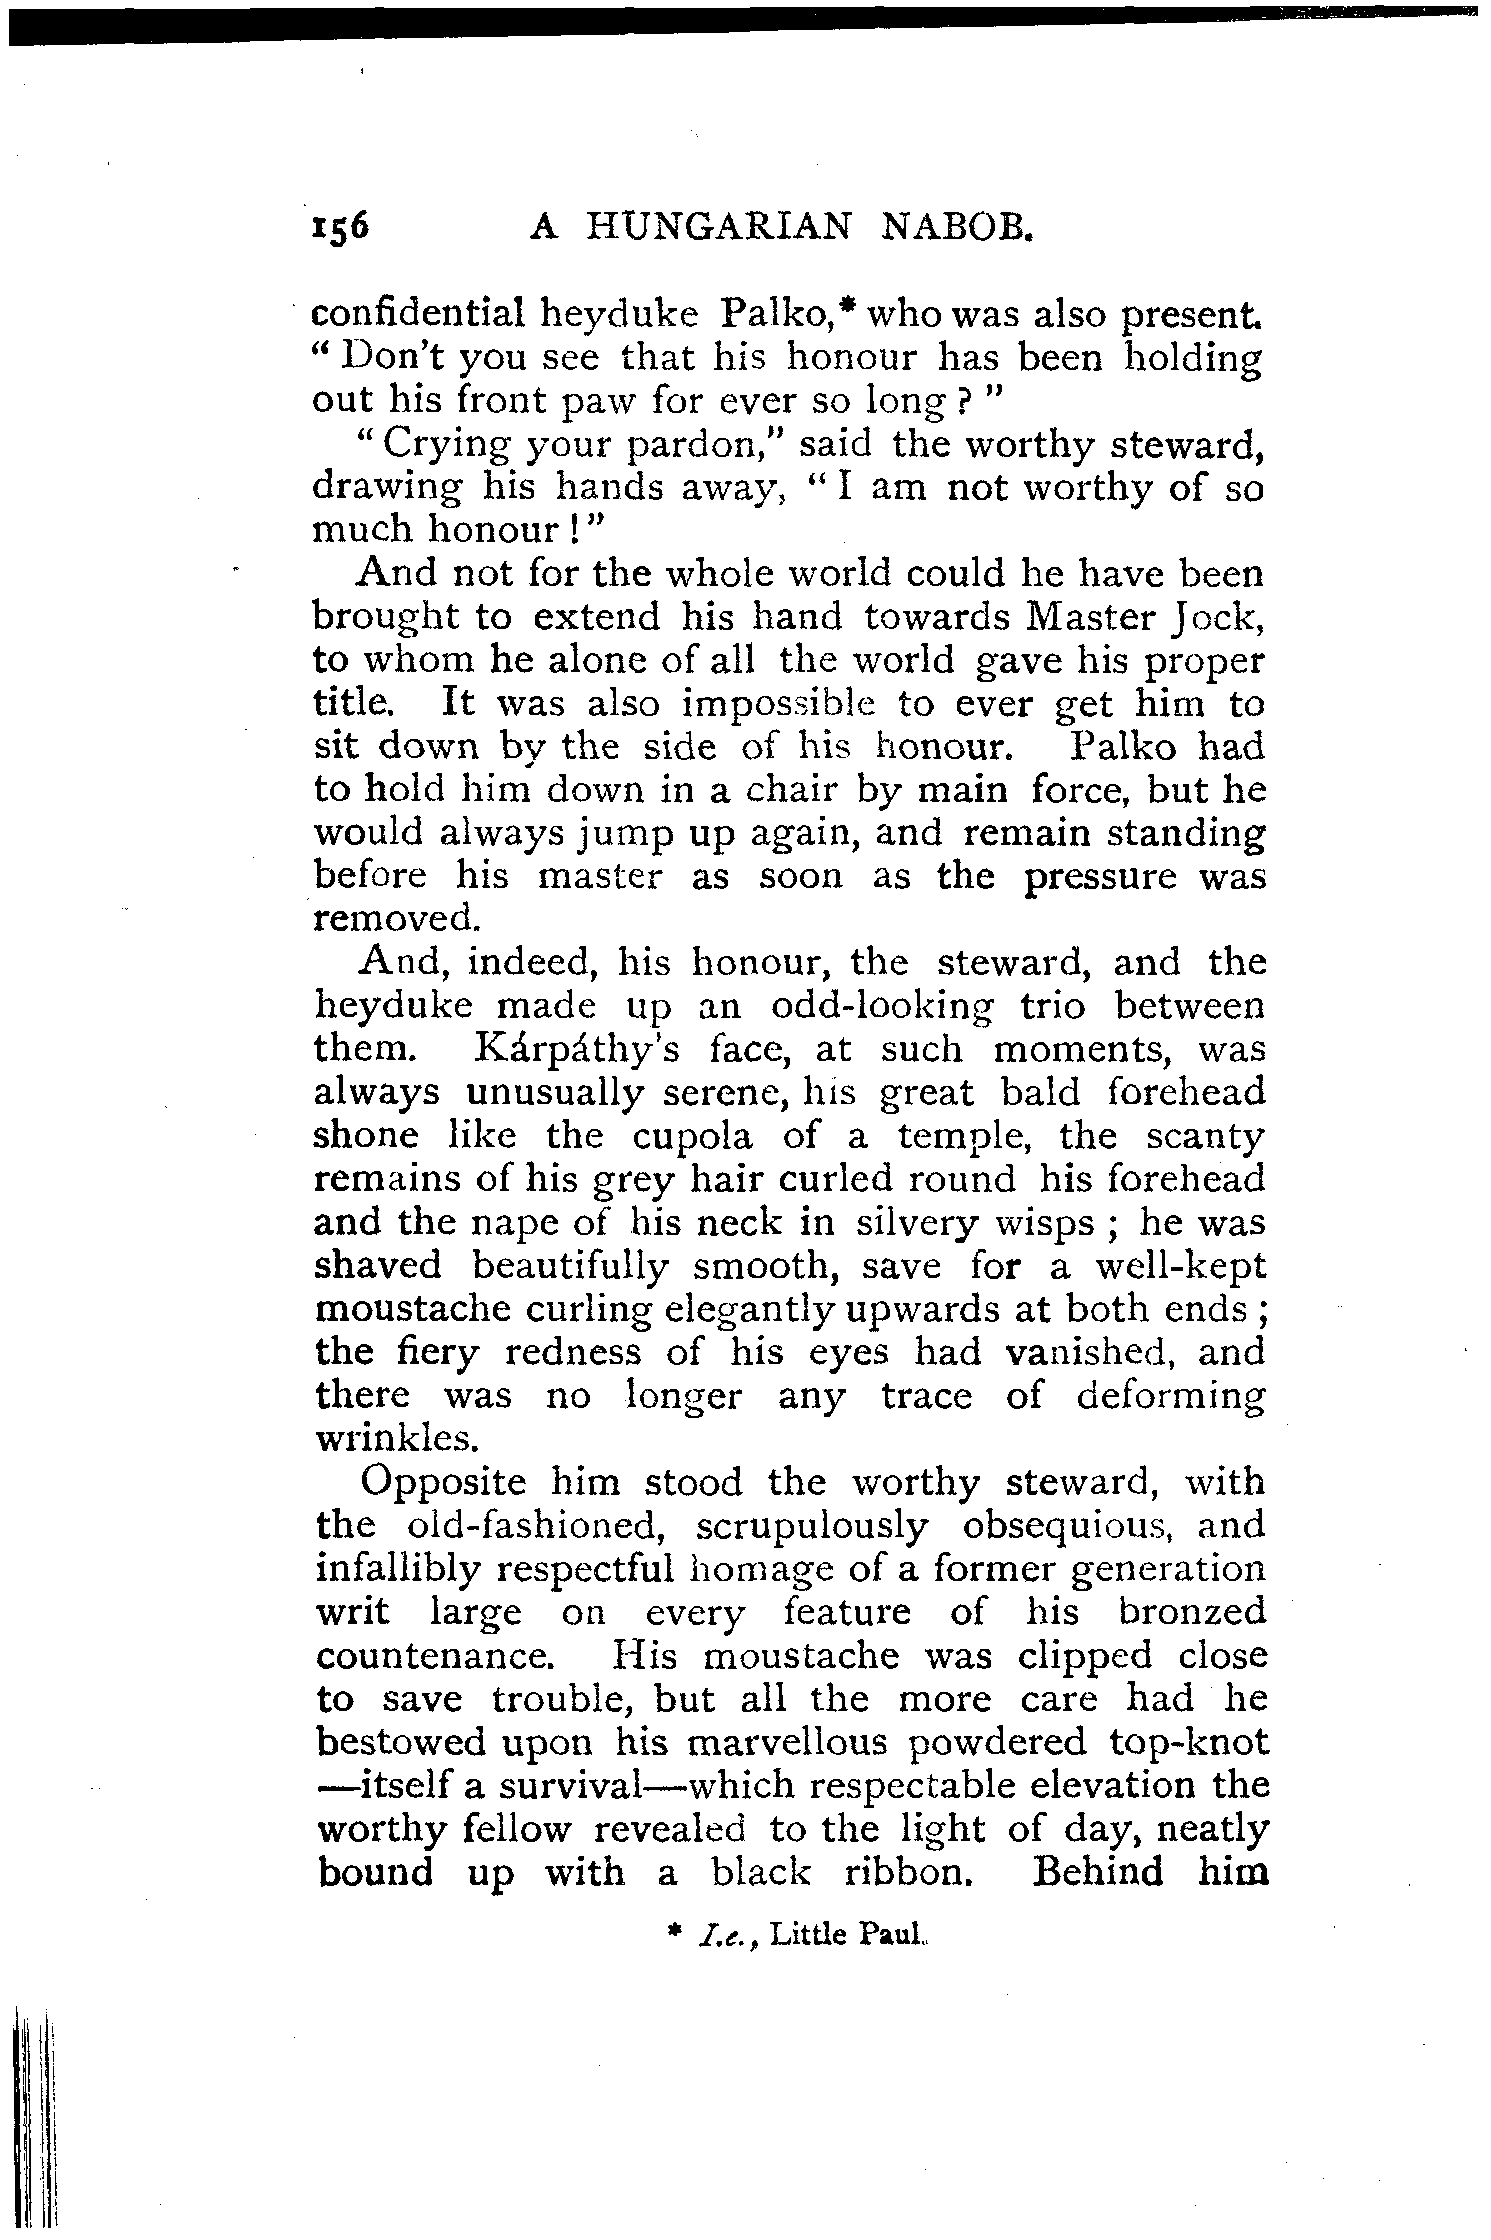 156 A HUNGARIAN NABOB.
confidential heyduke Palko,* who was also present.
" Don't you see that his honour has been holding
out his front paw for ever so long ? "
" Crying your pardon," said the worthy steward,
drawing his hands away, " I am not worthy of so
much honour ! "
And not for the whole world could he have been
brought to extend his hand towards Master Jock,
to whom he alone of all the world gave his proper
title. It was also impossible to ever get him to
sit down by the side of his honour. Palko had
to hold him down in a chair by main force, but he
would always jump up again, and remain standing
before his master as soon as the pressure was
removed.
And, indeed, his honour, the steward, and the
heyduke made up an odd-looking trio between
them. Kárpáthy's face, at such moments, was
always unusually serene, his great bald forehead
shone like the cupola of a temple, the scanty
remains of his grey hair curled round his forehead
and the nape of his neck in silvery wisps ; he was
shaved beautifully smooth, save for a well-kept
moustache curling elegantly upwards at both ends ;
the fiery redness of his eyes had vanished, and
there was no longer any trace of deforming
wrinkles.
Opposite him stood the worthy steward, with
the old-fashioned, scrupulously obsequious, and
infallibly respectful homage of a former generation
writ large on every feature of his bronzed
countenance. His moustache was clipped close
to save trouble, but all the more care had he
bestowed upon his marvellous powdered top-knot
—itself a survival—which respectable elevation the
worthy fellow revealed to the light of day, neatly
bound up with a black ribbon. Behind him
* I.e., Little Paul.